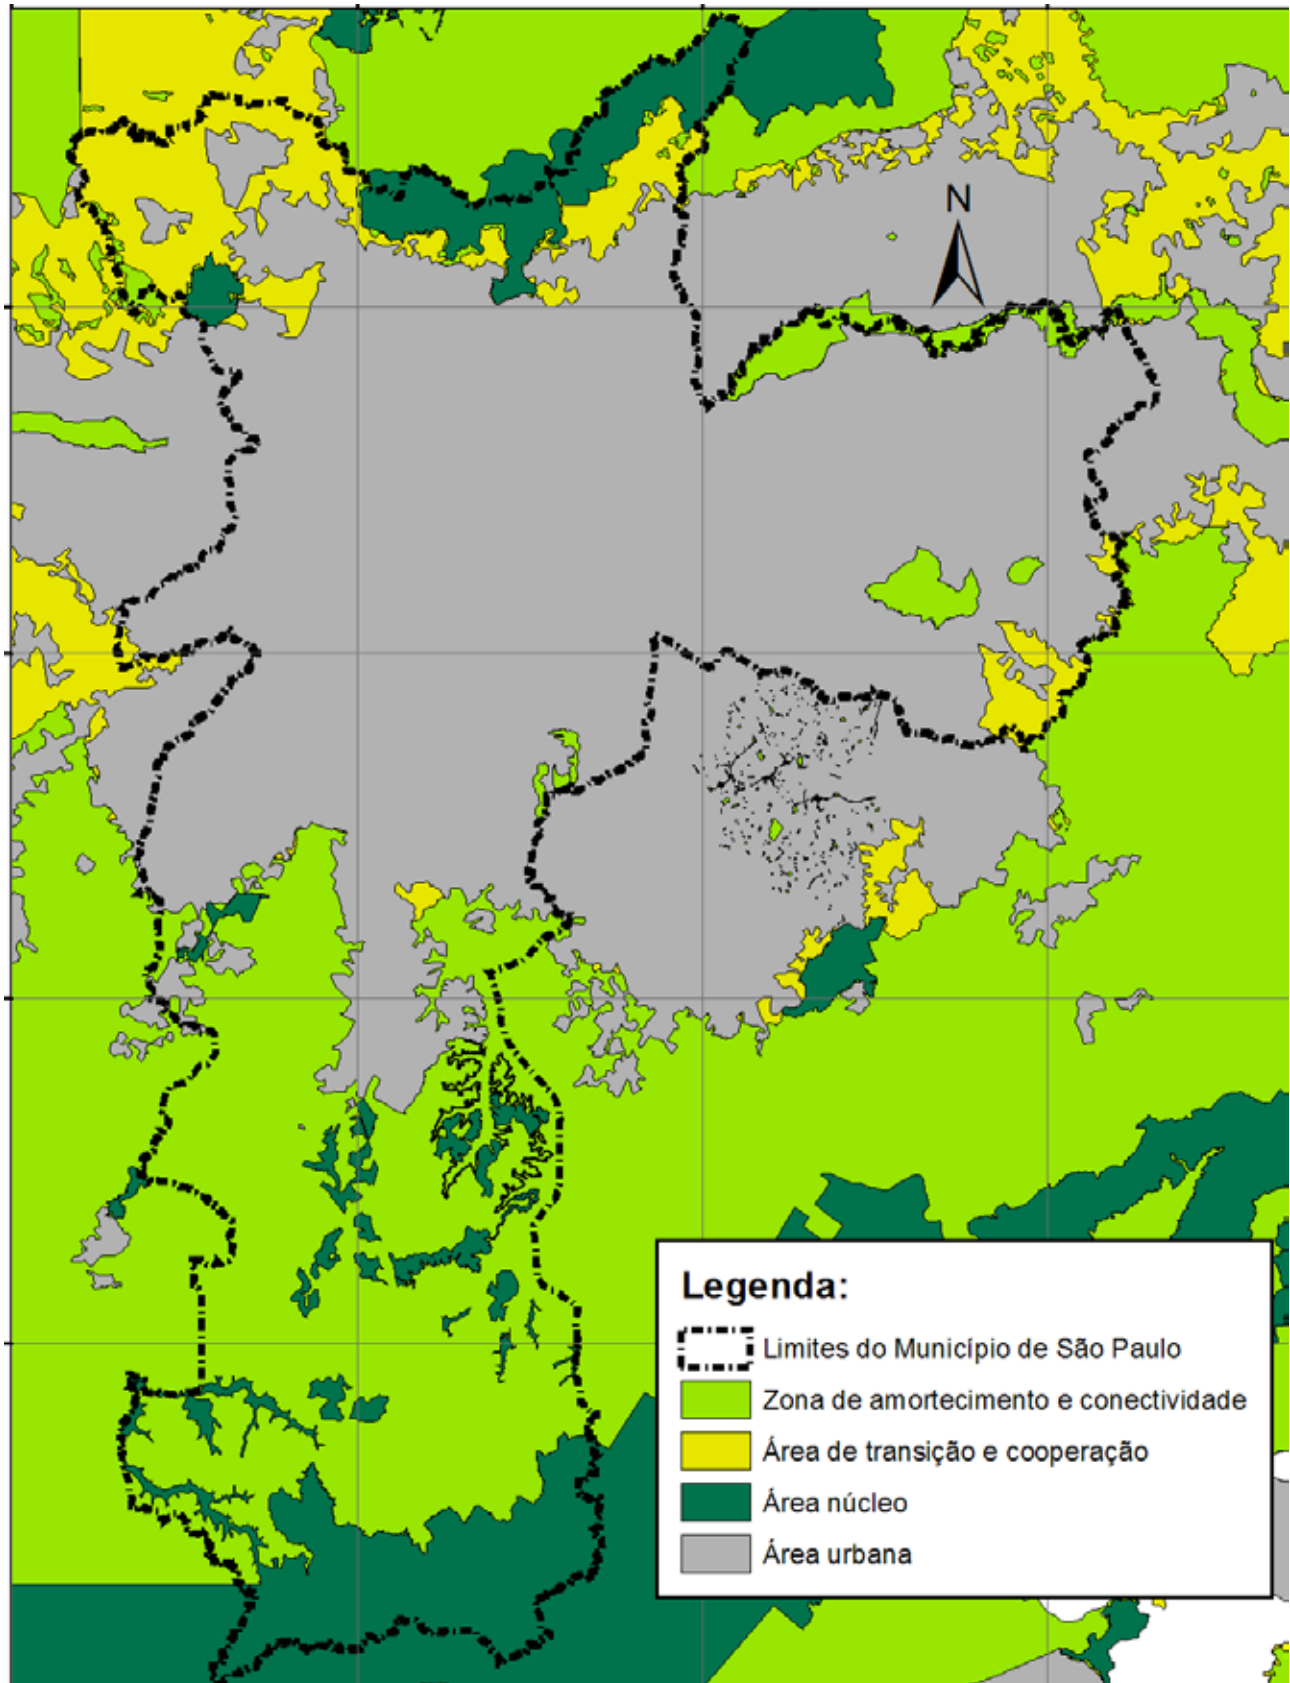 N
Legenda:
Limites do Município de São Paulo
Zona de amortecimento e conectividade
Área de transição e cooperação
Área núcleo
Área urbana